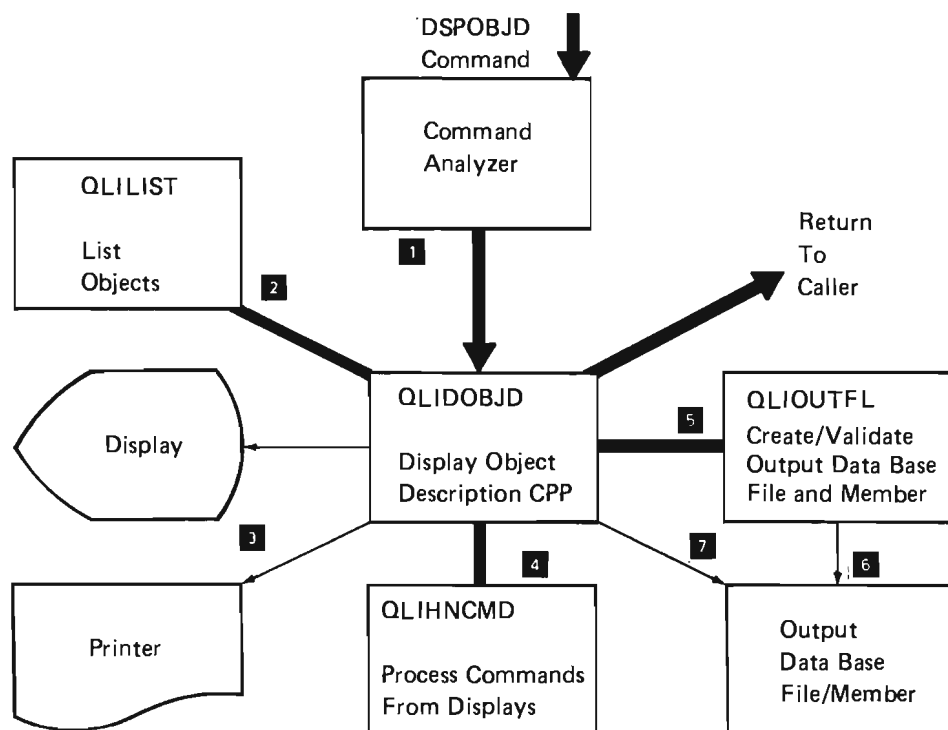 DSPOBJD
Command
Command
Analyzer
QLILIST
List
Objects
1
2
Return
To
Caller
QLIDOBJD
Display Object
Description CPP
Display
5
QLIOUTFL
Create/Validate
Output Data Base
File and Member
3
4
7
6
Printer
QLIHNCMD
Process Commands
From Displays
Output
Data Base
File/Member